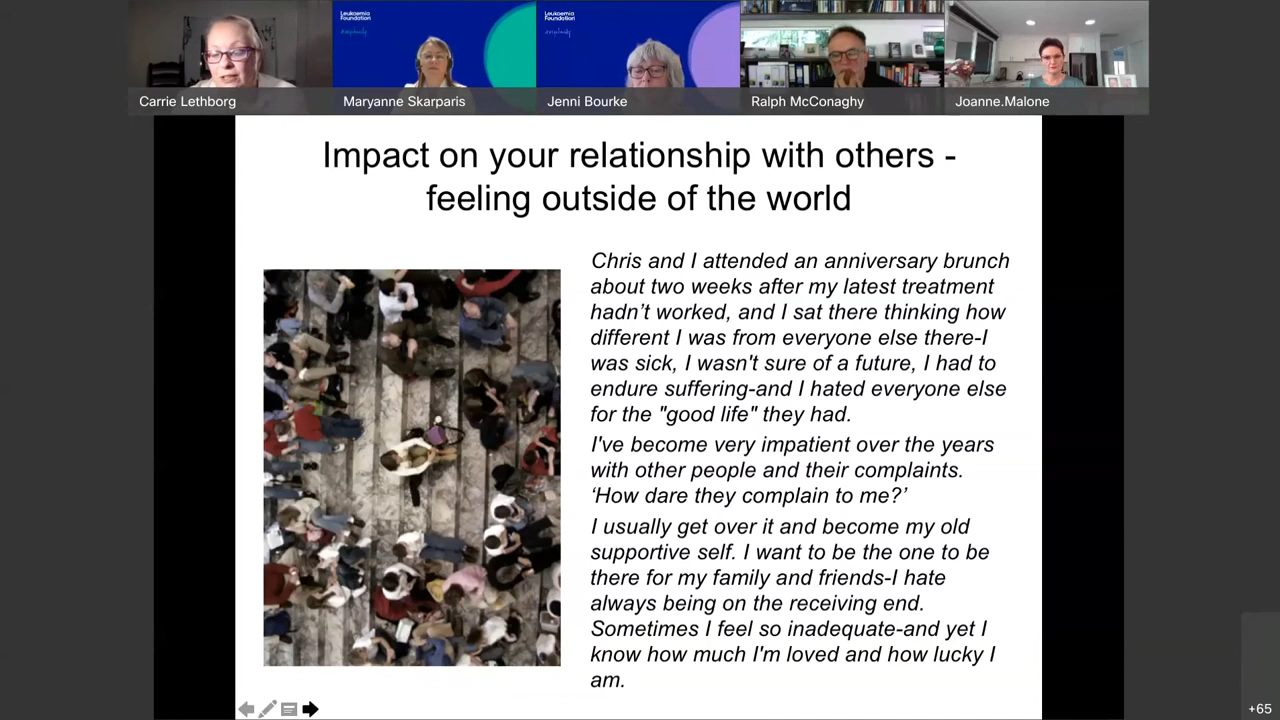 Leukaemia
Foundation
Leukaemia
Foundation
Carrie Lethborg
Maryanne Skarparis
Jenni Bourke
Ralph McConaghy
Joanne.Malone
Impact on your relationship with others -
feeling outside of the world
Chris and I attended an anniversary brunch
about two weeks after my latest treatment
hadn’t worked, and I sat there thinking how
different I was from everyone else there-I
was sick, I wasn't sure of a future, I had to
endure suffering-and I hated everyone else
for the "good life" they had.
I've become very impatient over the years
with other people and their complaints.
‘How dare they complain to me?’
I usually get over it and become my old
supportive self. I want to be the one to be
there for my family and friends-I hate
always being on the receiving end.
Sometimes I feel so inadequate-and yet I
know how much I'm loved and how lucky I
am.
+65